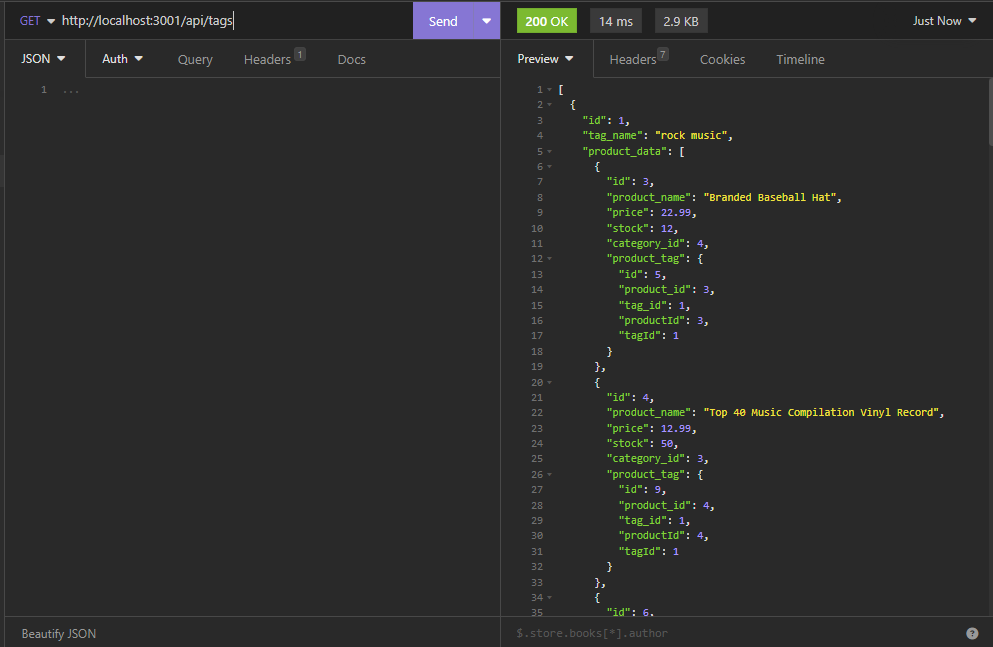 GET http://localhost:3001/api/tags Send 200 OK 14 ms 2.9 KB Just Now
JSON Auth Query Headers 1 Docs Preview Headers 7 Cookies Timeline
1 ...
1 [
2 {
3 "id": 1,
4 "tag_name": "rock music",
5 "product_data": [
6 {
7 "id": 3,
8 "product_name": "Branded Baseball Hat",
9 "price": 22.99,
10 "stock": 12,
11 "category_id": 4,
12 "product_tag": {
13 "id": 5,
14 "product_id": 3,
15 "tag_id": 1,
16 "productId": 3,
17 "tagId": 1
18 }
19 },
20 {
21 "id": 4,
22 "product_name": "Top 40 Music Compilation Vinyl Record",
23 "price": 12.99,
24 "stock": 50,
25 "category_id": 3,
26 "product_tag": {
27 "id": 9,
28 "product_id": 4,
29 "tag_id": 1,
30 "productId": 4,
31 "tagId": 1
32 }
33 },
34 {
35 "id": 6,
Beautify JSON $.store.books[*].author ?